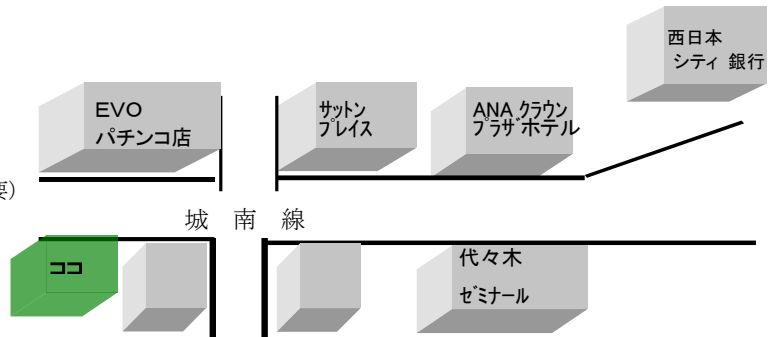 西日本
シティ 銀行
EVO
パチンコ店
サットン
プレイス
ANA クラウン
プラザホテル
要)
城 南 線
ココ
代々木
ゼミナール